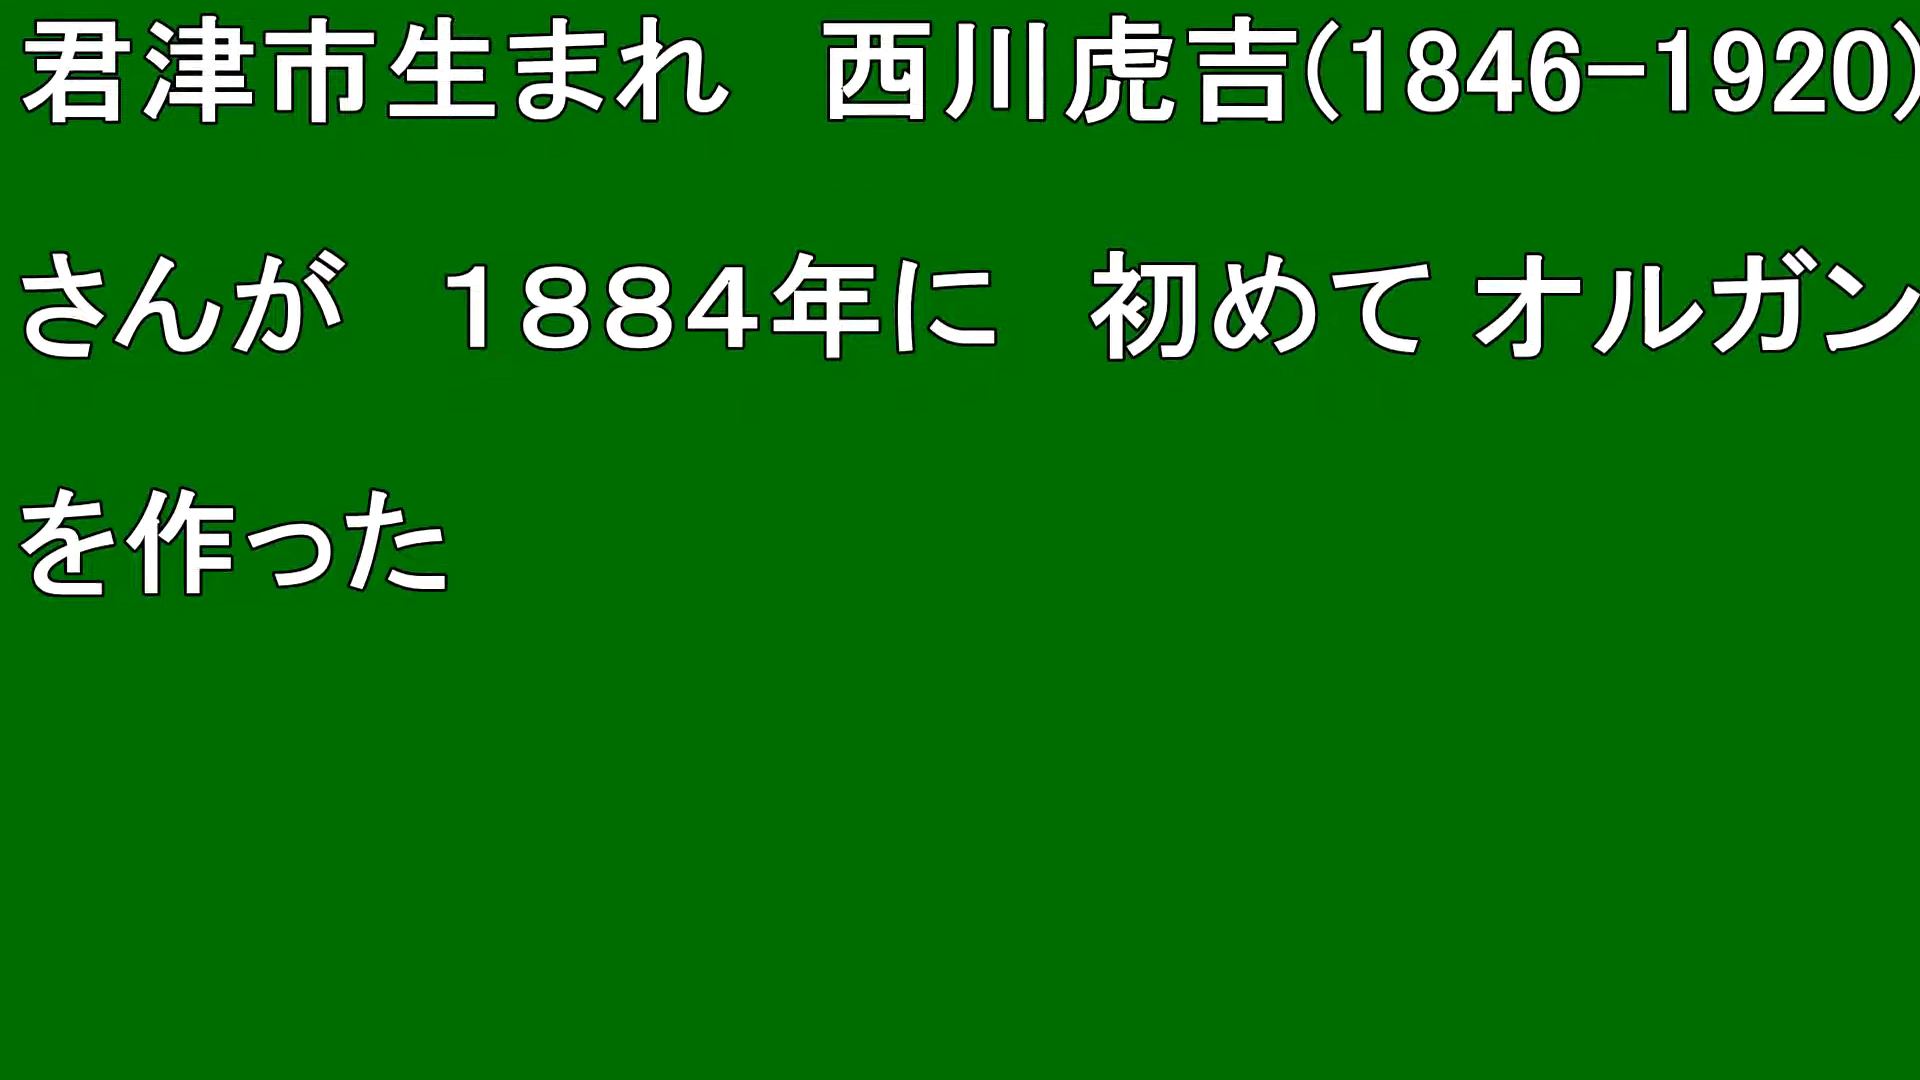 君津市生まれ　西川虎吉(1846-1920)
さんが　１８８４年に　初めて オルガン
を作った